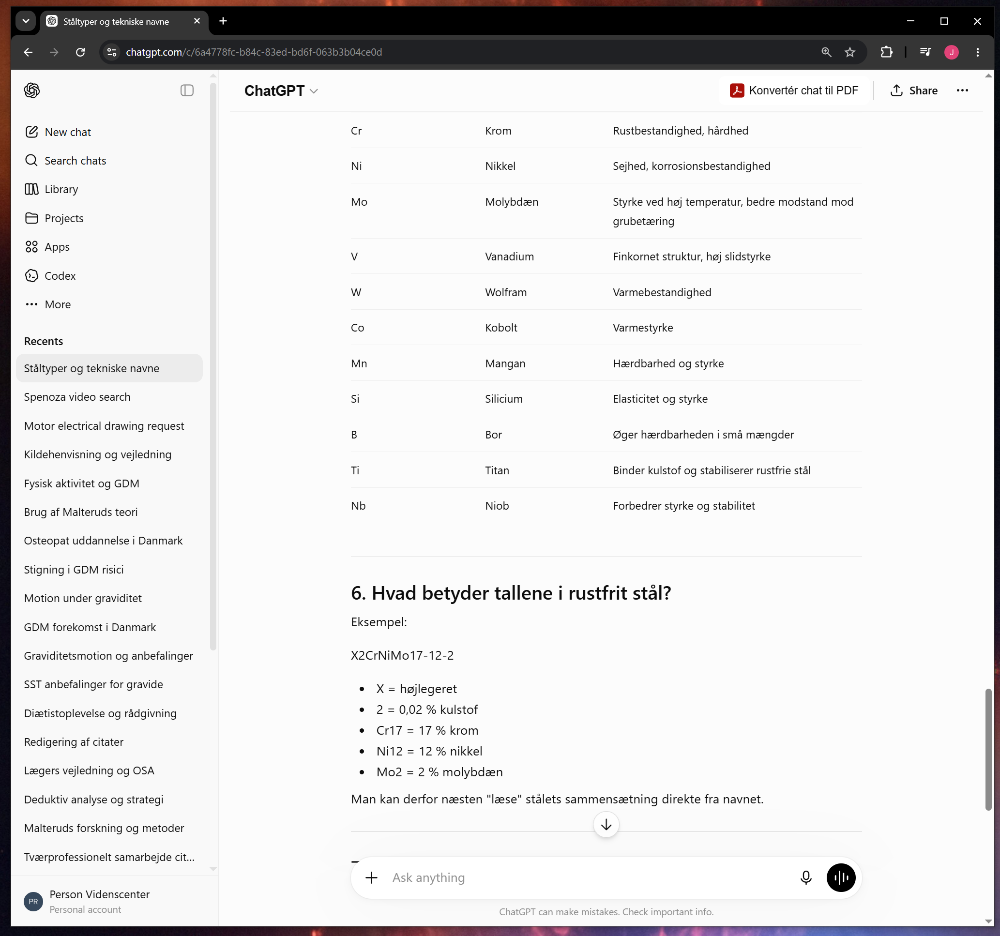 Ståltyper og tekniske navne
chatgpt.com/c/6a4778fc-b84c-83ed-bd6f-063b3b04ce0d
J
New chat
Search chats
Library
Projects
Apps
Codex
More
Recents
Ståltyper og tekniske navne
Spenoza video search
Motor electrical drawing request
Kildehenvisning og vejledning
Fysisk aktivitet og GDM
Brug af Malteruds teori
Osteopat uddannelse i Danmark
Stigning i GDM risici
Motion under graviditet
GDM forekomst i Danmark
Graviditetsmotion og anbefalinger
SST anbefalinger for gravide
Diætistoplevelse og rådgivning
Redigering af citater
Lægers vejledning og OSA
Deduktiv analyse og strategi
Malteruds forskning og metoder
Tværprofessionelt samarbejde cit...
PR
Person Videnscenter
Personal account
ChatGPT
Konvertér chat til PDF
Share
Cr Krom Rustbestandighed, hårdhed
Ni Nikkel Sejhed, korrosionsbestandighed
Mo Molybdæn Styrke ved høj temperatur, bedre modstand mod
grubetæring
V Vanadium Finkornet struktur, høj slidstyrke
W Wolfram Varmebestandighed
Co Kobolt Varmestyrke
Mn Mangan Hærdbarhed og styrke
Si Silicium Elasticitet og styrke
B Bor Øger hærdbarheden i små mængder
Ti Titan Binder kulstof og stabiliserer rustfrie stål
Nb Niob Forbedrer styrke og stabilitet
6. Hvad betyder tallene i rustfrit stål?
Eksempel:
X2CrNiMo17-12-2
• X = højlegeret
• 2 = 0,02 % kulstof
• Cr17 = 17 % krom
• Ni12 = 12 % nikkel
• Mo2 = 2 % molybdæn
Man kan derfor næsten "læse" stålets sammensætning direkte fra navnet.
Ask anything
ChatGPT can make mistakes. Check important info.